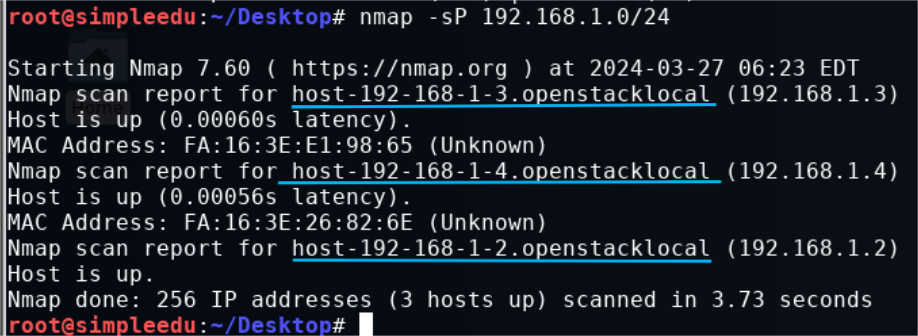 root@simpleedu:~/Desktop# nmap -sP 192.168.1.0/24
Starting Nmap 7.60 ( https://nmap.org ) at 2024-03-27 06:23 EDT
Nmap scan report for host-192-168-1-3.openstacklocal (192.168.1.3)
Host is up (0.00060s latency).
MAC Address: FA:16:3E:E1:98:65 (Unknown)
Nmap scan report for host-192-168-1-4.openstacklocal (192.168.1.4)
Host is up (0.00056s latency).
MAC Address: FA:16:3E:26:82:6E (Unknown)
Nmap scan report for host-192-168-1-2.openstacklocal (192.168.1.2)
Host is up.
Nmap done: 256 IP addresses (3 hosts up) scanned in 3.73 seconds
root@simpleedu:~/Desktop#
Home